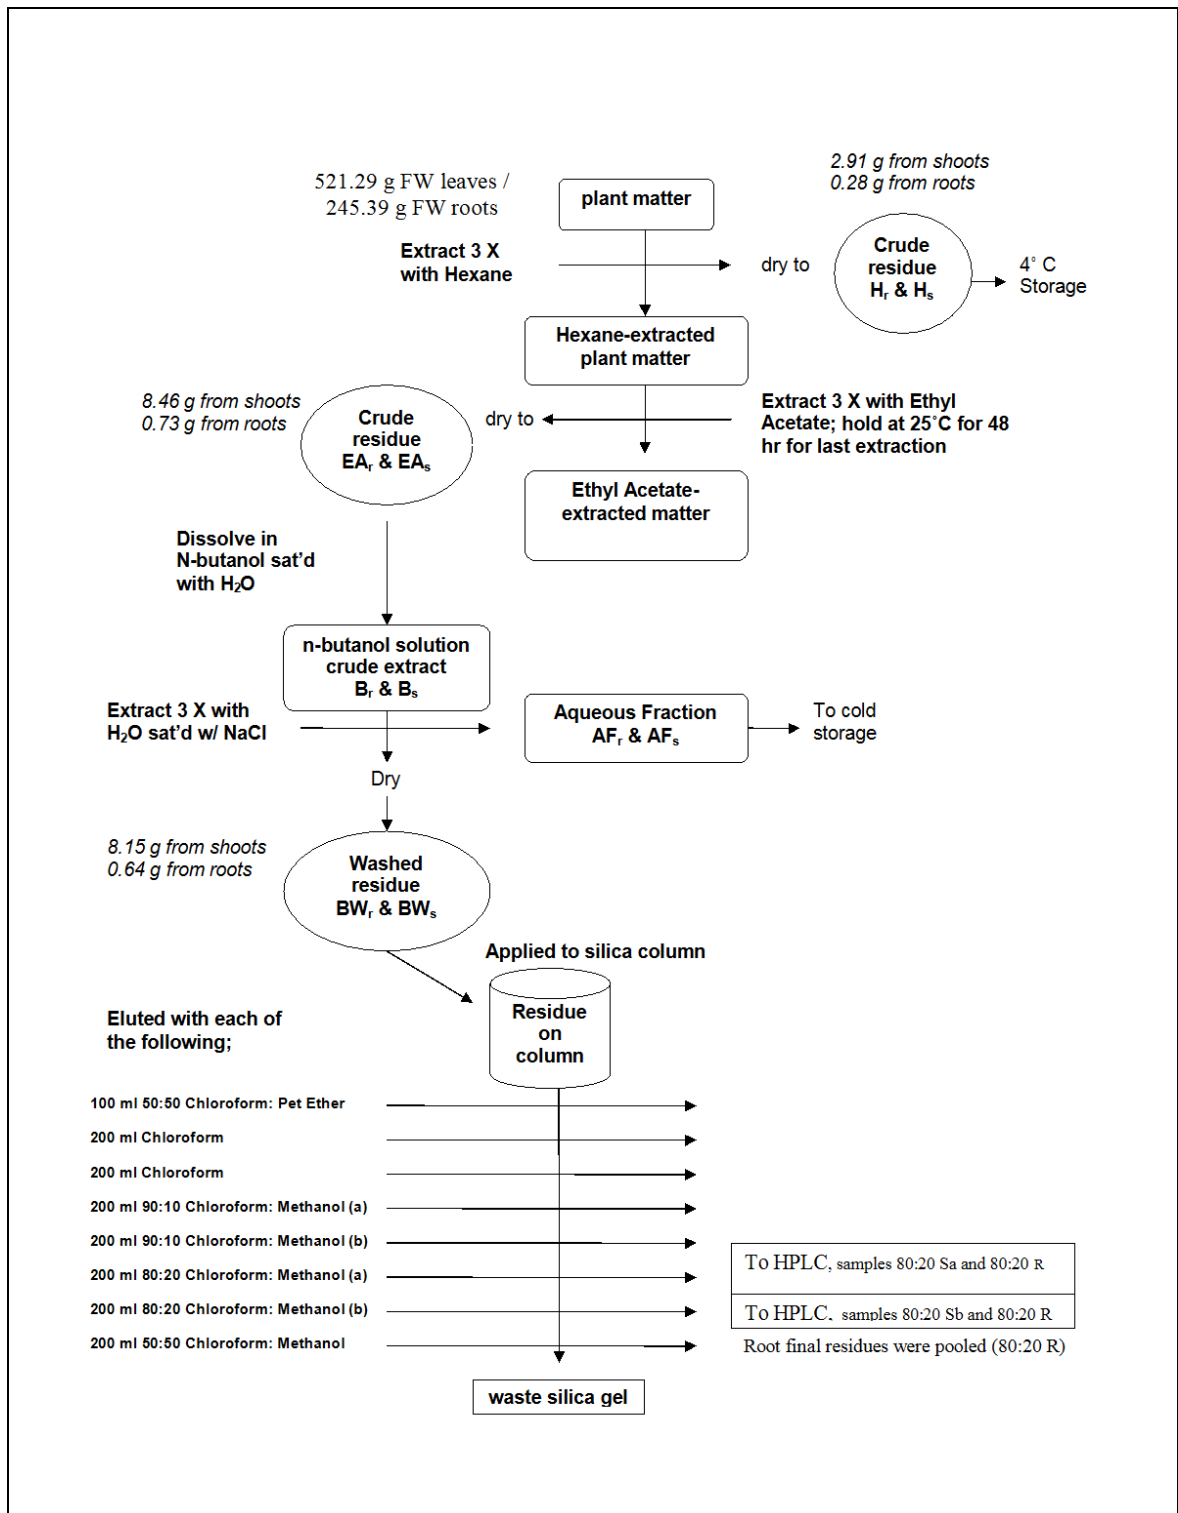 2.91 g from shoots
0.28 g from roots
521.29 g FW leaves /
245.39 g FW roots
plant matter
Extract 3 X
with Hexane
dry to
Crude
residue
Hr & Hs
4˚ C
Storage
Hexane-extracted
plant matter
8.46 g from shoots
0.73 g from roots
Crude
residue
EAr & EAs
dry to
Extract 3 X with Ethyl
Acetate; hold at 25˚C for 48
hr for last extraction
Ethyl Acetate-
extracted matter
Dissolve in
N-butanol sat’d
with H₂O
n-butanol solution
crude extract
Br & Bs
Extract 3 X with
H₂O sat’d w/ NaCl
Aqueous Fraction
AFr & AFs
To cold
storage
Dry
8.15 g from shoots
0.64 g from roots
Washed
residue
BWr & BWs
Applied to silica column
Residue
on
column
Eluted with each of
the following;
100 ml 50:50 Chloroform: Pet Ether
200 ml Chloroform
200 ml Chloroform
200 ml 90:10 Chloroform: Methanol (a)
200 ml 90:10 Chloroform: Methanol (b)
200 ml 80:20 Chloroform: Methanol (a)
To HPLC, samples 80:20 Sa and 80:20 R
200 ml 80:20 Chloroform: Methanol (b)
To HPLC, samples 80:20 Sb and 80:20 R
200 ml 50:50 Chloroform: Methanol
Root final residues were pooled (80:20 R)
waste silica gel